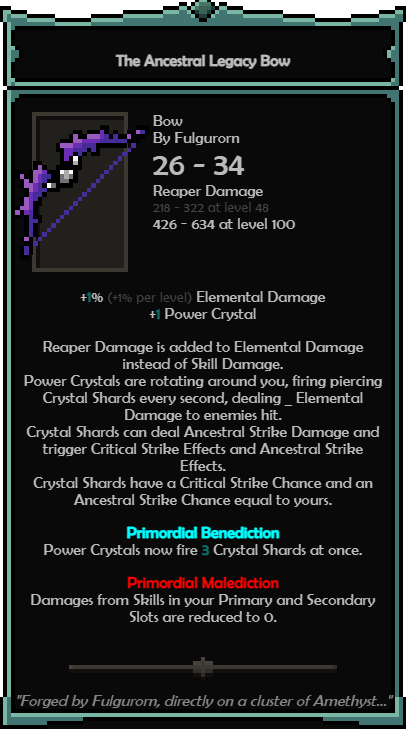 The Ancestral Legacy Bow
Bow
By Fulgurorn
26 - 34
Reaper Damage
218 - 322 at level 48
426 - 634 at level 100
+1% (+1% per level) Elemental Damage
+1 Power Crystal
Reaper Damage is added to Elemental Damage
instead of Skill Damage.
Power Crystals are rotating around you, firing piercing
Crystal Shards every second, dealing _ Elemental
Damage to enemies hit.
Crystal Shards can deal Ancestral Strike Damage and
trigger Critical Strike Effects and Ancestral Strike
Effects.
Crystal Shards have a Critical Strike Chance and an
Ancestral Strike Chance equal to yours.
Primordial Benediction
Power Crystals now fire 3 Crystal Shards at once.
Primordial Malediction
Damages from Skills in your Primary and Secondary
Slots are reduced to 0.
"Forged by Fulgurorn, directly on a cluster of Amethyst..."